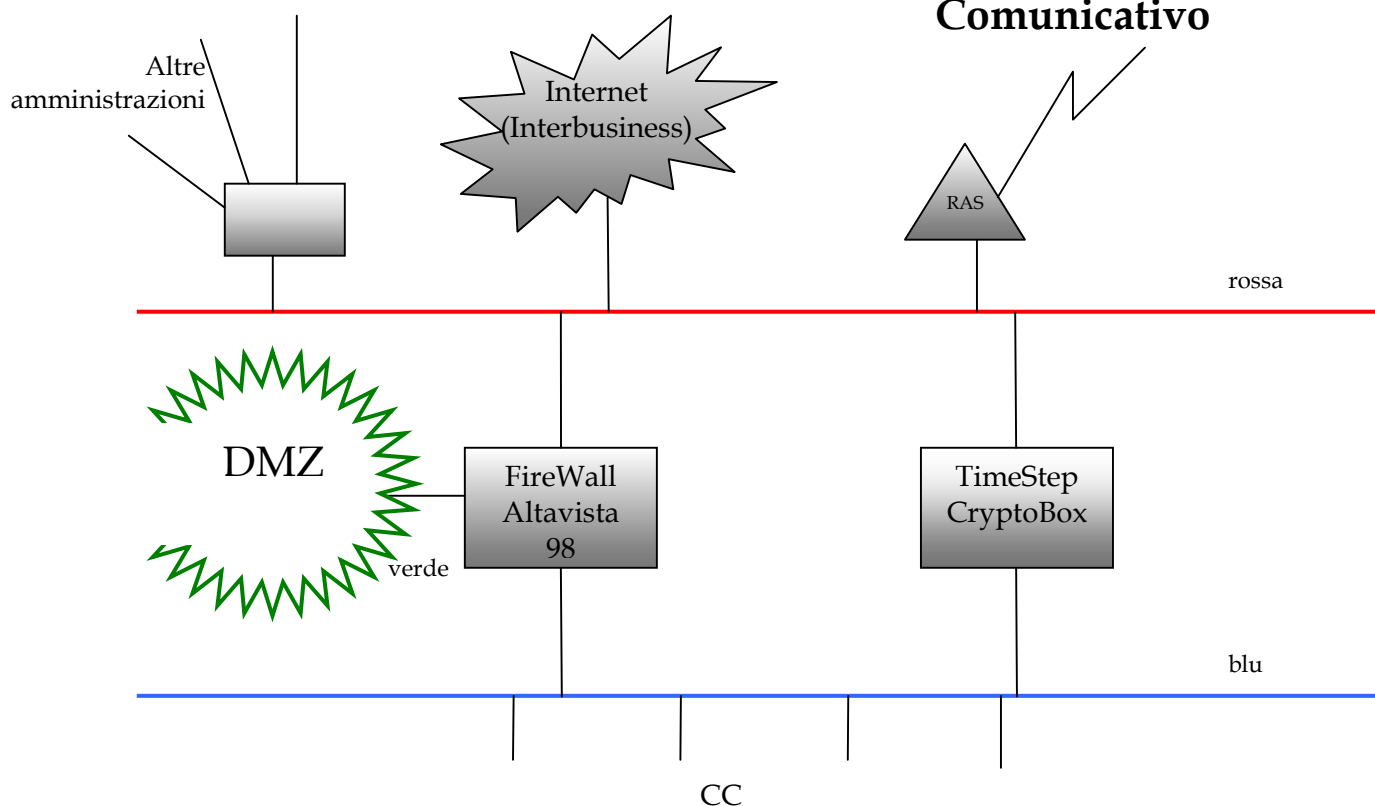 Comunicativo
Altre
amministrazioni
Internet
(Interbusiness)
RAS
rossa
DMZ
FireWall
Altavista
98
TimeStep
CryptoBox
verde
blu
CC